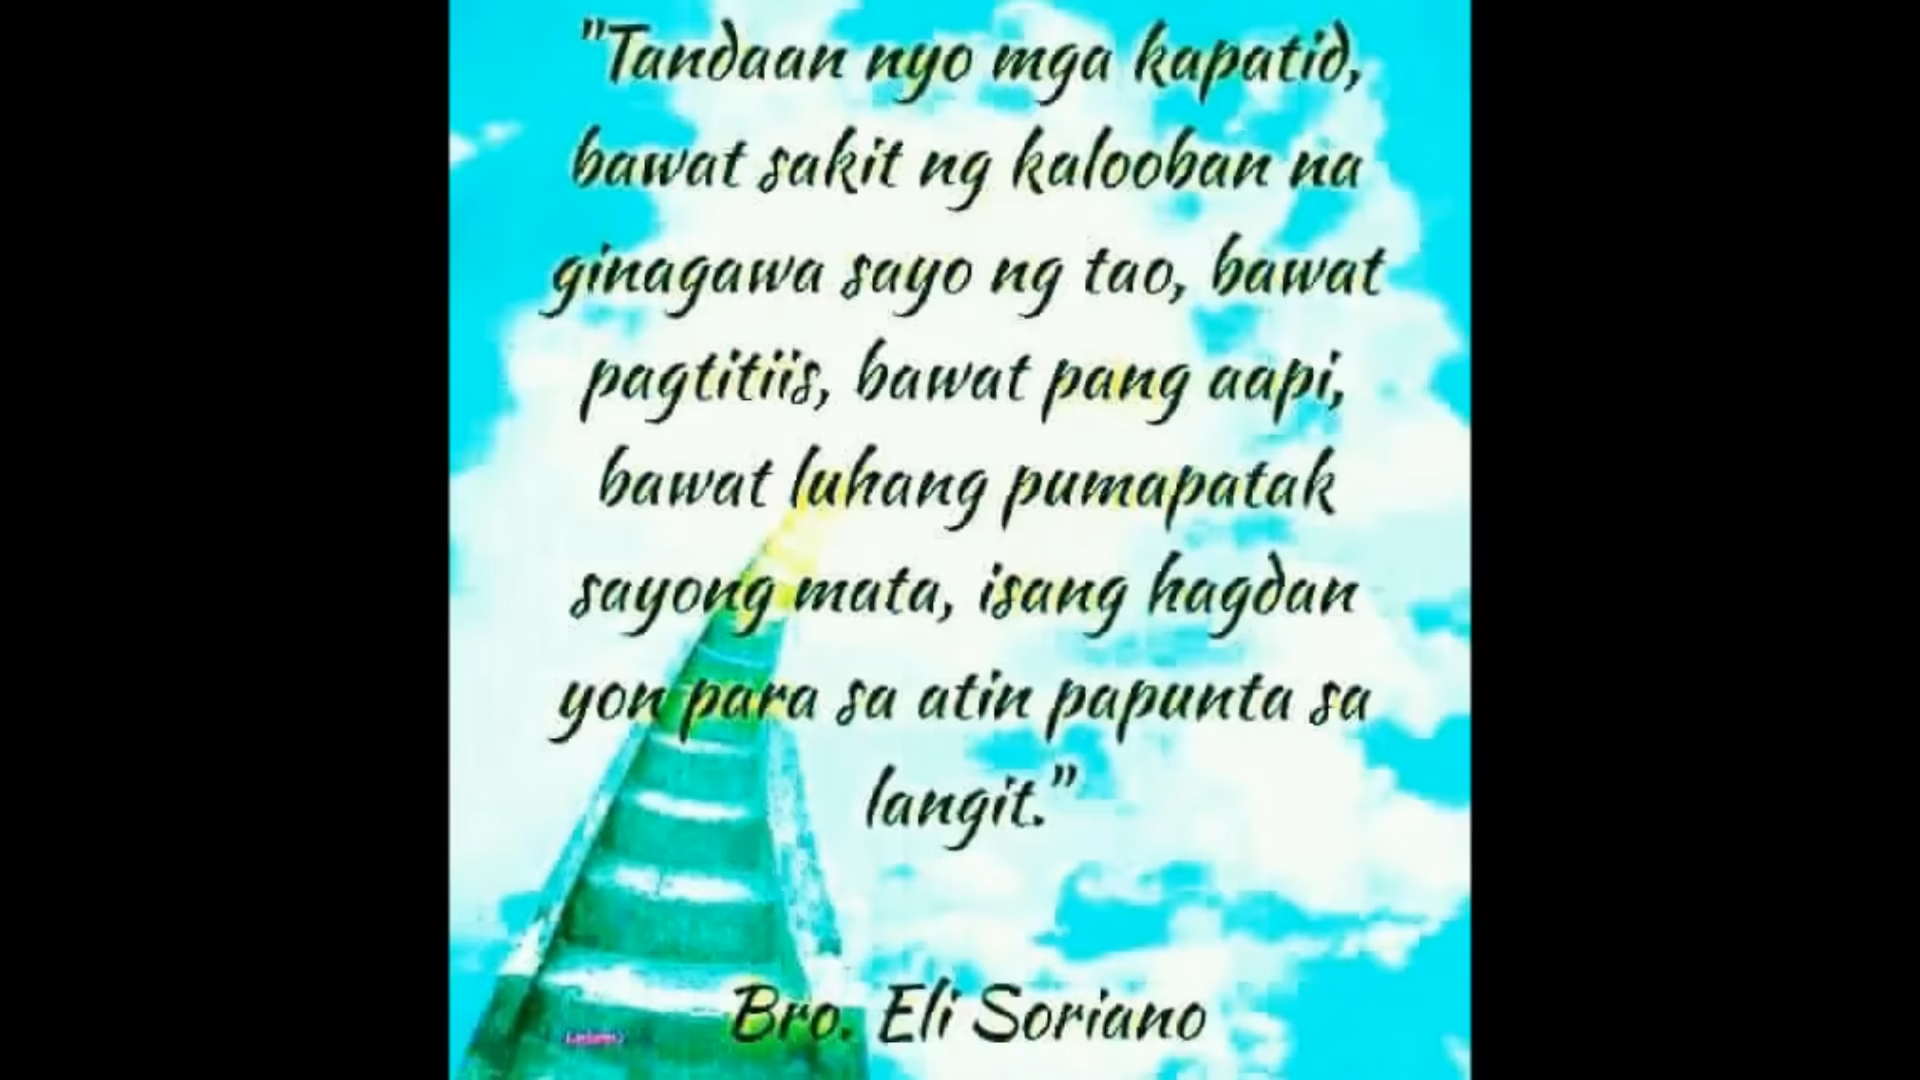 "Tandaan nyo mga kapatid,
bawat sakit ng kalooban na
ginagawa sayo ng tao, bawat
pagtitiis, bawat pang aapi,
bawat luhang pumapatak
sayong mata, isang hagdan
yon para sa atin papunta sa
langit."
Bro. Eli Soriano